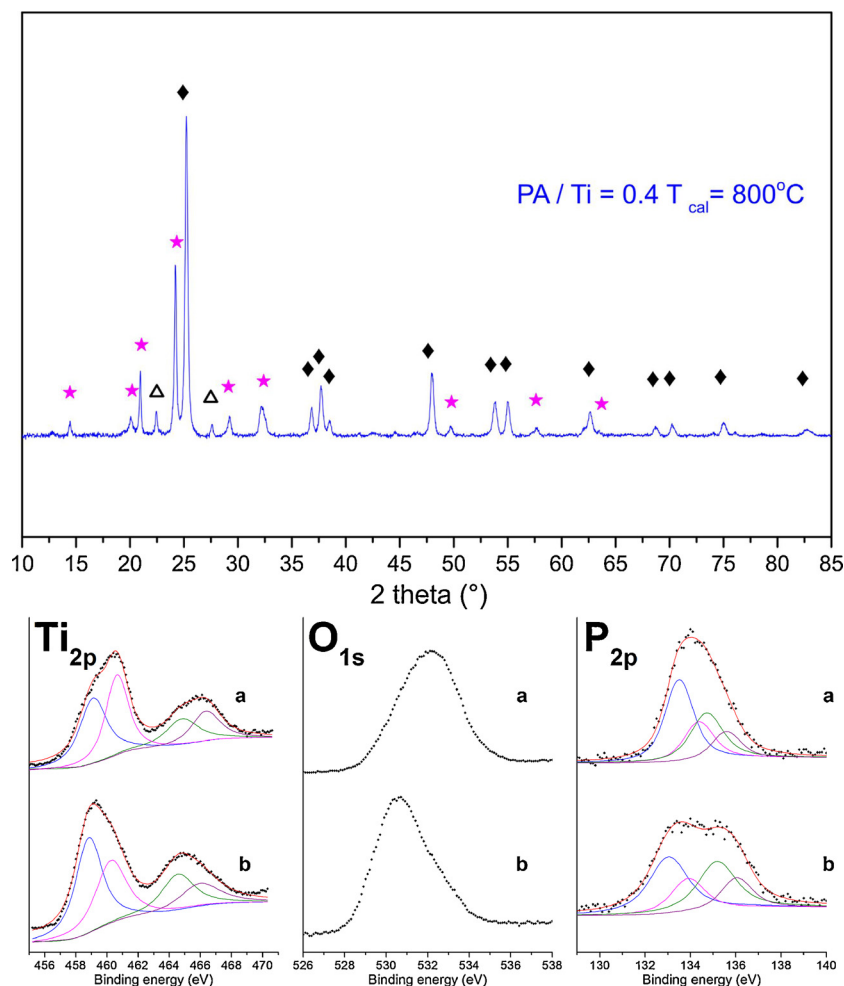 PA / Ti = 0.4 T cal= 800°C
10 15 20 25 30 35 40 45 50 55 60 65 70 75 80 85
2 theta (°)
Ti2p O1s P2p
a a a
b b b
456 458 460 462 464 466 468 470 526 528 530 532 534 536 538 130 132 134 136 138 140
Binding energy (eV) Binding energy (eV) Binding energy (eV)